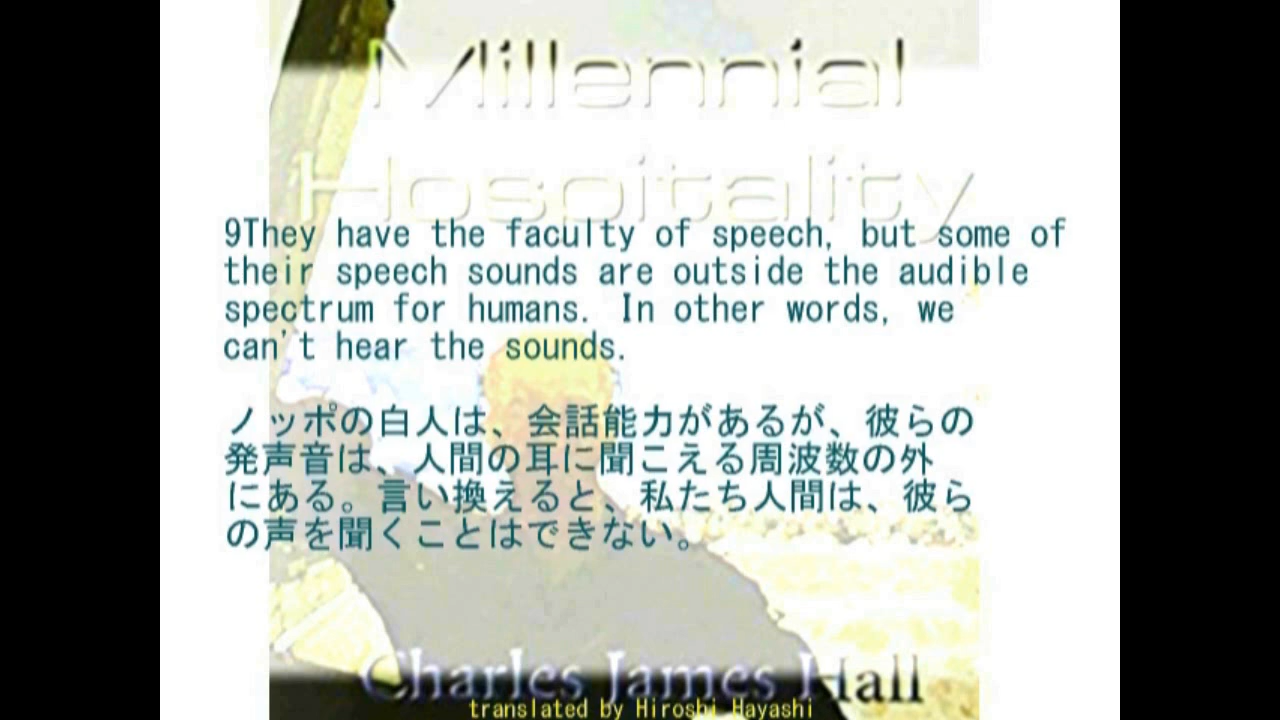 Millennial
Hospitality
9They have the faculty of speech, but some of
their speech sounds are outside the audible
spectrum for humans. In other words, we
can't hear the sounds.
ノッポの白人は、会話能力があるが、彼らの
発声音は、人間の耳に聞こえる周波数の外
にある。言い換えると、私たち人間は、彼ら
の声を聞くことはできない。
Charles James Hall
translated by Hiroshi Hayashi